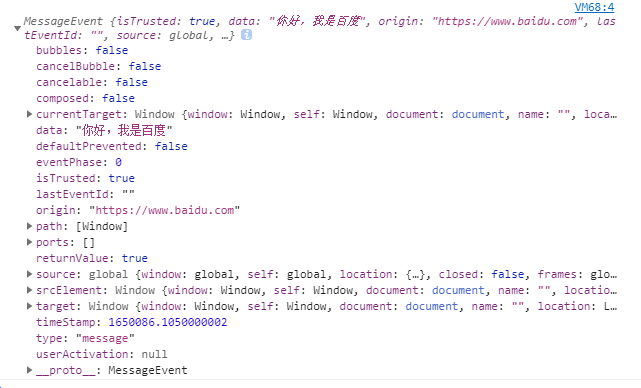 VM68:4
MessageEvent {isTrusted: true, data: "你好，我是百度", origin: "https://www.baidu.com", las
tEventId: "", source: global, …}
bubbles: false
cancelBubble: false
cancelable: false
composed: false
currentTarget: Window {window: Window, self: Window, document: document, name: "", loca…
data: "你好，我是百度"
defaultPrevented: false
eventPhase: 0
isTrusted: true
lastEventId: ""
origin: "https://www.baidu.com"
path: [Window]
ports: []
returnValue: true
source: global {window: global, self: global, location: {…}, closed: false, frames: glo…
srcElement: Window {window: Window, self: Window, document: document, name: "", locatio…
target: Window {window: Window, self: Window, document: document, name: "", location: L…
timeStamp: 1650086.1050000002
type: "message"
userActivation: null
__proto__: MessageEvent